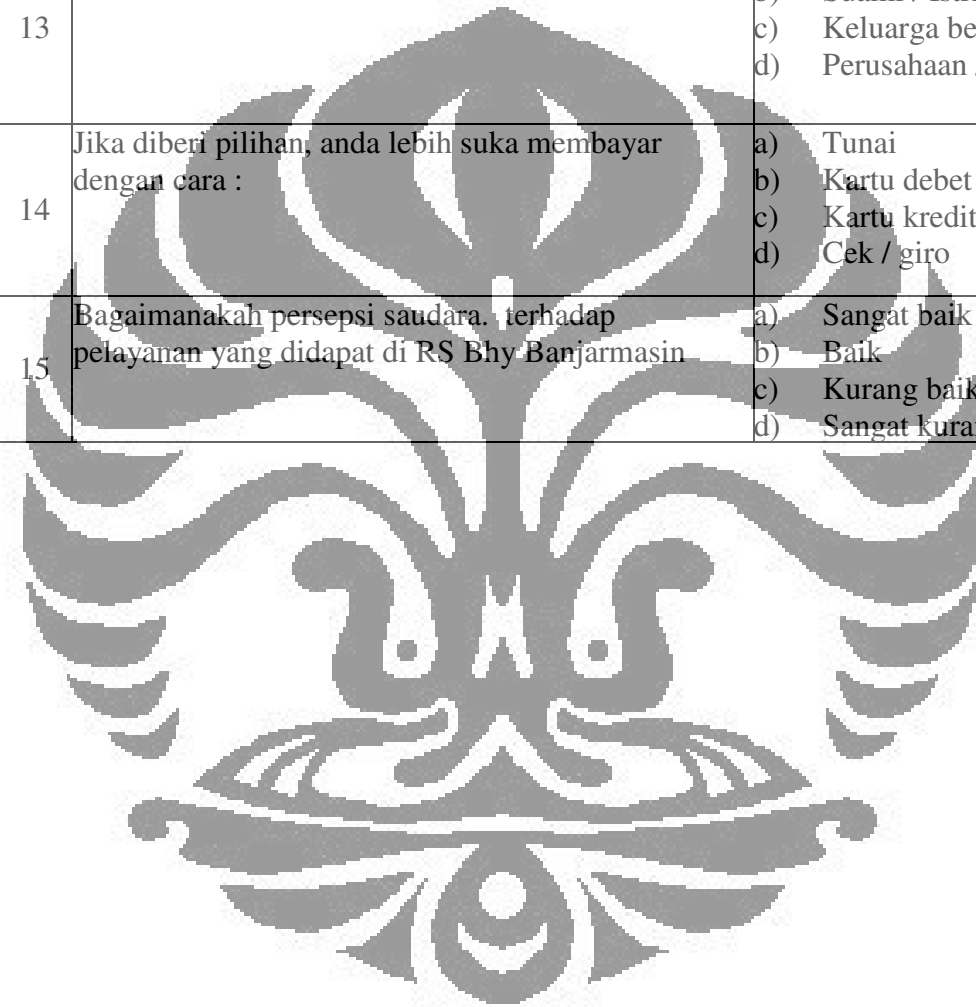 13
c) Keluarga
d) Perusahaan
14
Jika diberi pilihan, anda lebih suka membayar
dengan cara :
a) Tunai
b) Kartu debet
c) Kartu kredit
d) Cek / giro
15
Bagaimanakah persepsi saudara. terhadap
pelayanan yang didapat di RS Bhy Banjarmasin
a) Sangat baik
b) Baik
c) Kurang baik
d) Sangat